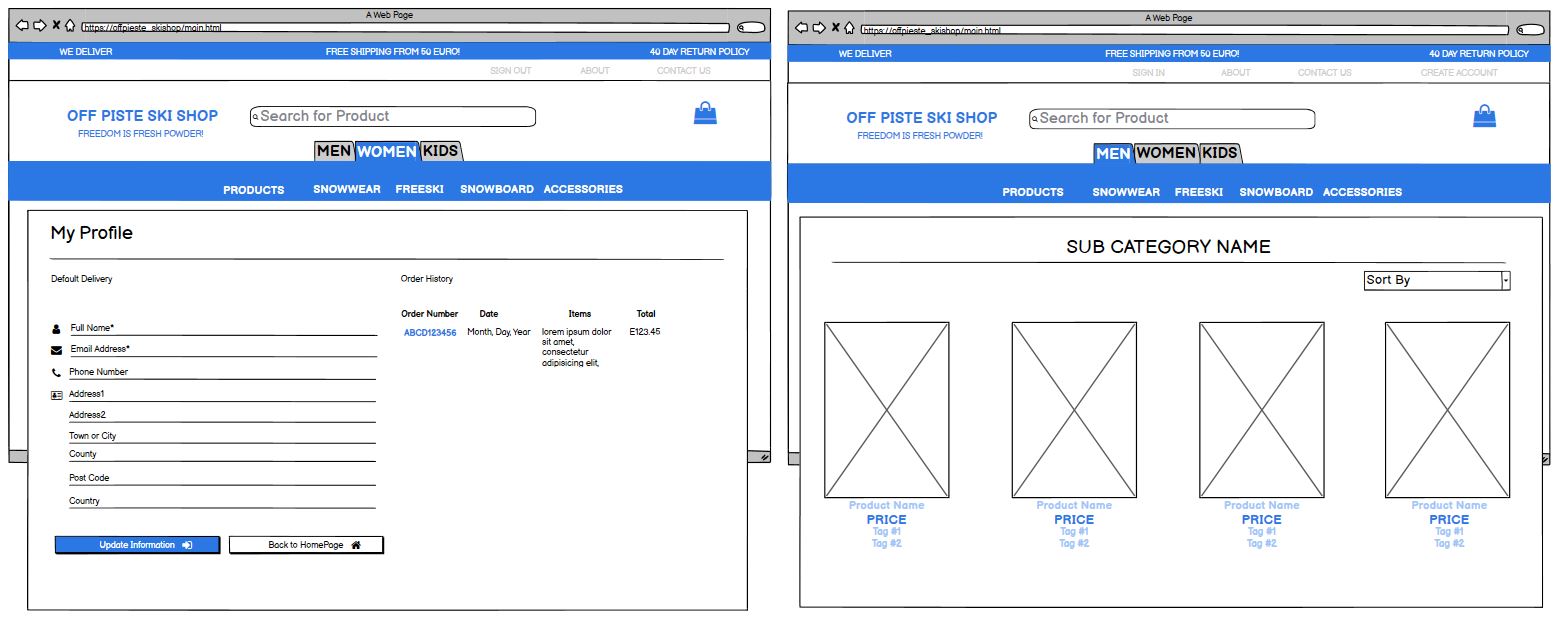 A Web Page
https://offpieste_skishop/main.html
WE DELIVER FREE SHIPPING FROM 50 EURO! 40 DAY RETURN POLICY
SIGN OUT ABOUT CONTACT US
OFF PISTE SKI SHOP
FREEDOM IS FRESH POWDER!
Search for Product
MEN WOMEN KIDS
PRODUCTS SNOWWEAR FREESKI SNOWBOARD ACCESSORIES
My Profile
Default Delivery
Full Name*
Email Address*
Phone Number
Address1
Address2
Town or City
County
Post Code
Country
Update Information Back to HomePage
Order History
Order Number Date Items Total
ABCD123456 Month, Day, Year lorem ipsum dolor E123.45
sit amet,
consectetur
adipisicing elit,
A Web Page
https://offpieste_skishop/main.html
WE DELIVER FREE SHIPPING FROM 50 EURO! 40 DAY RETURN POLICY
SIGN IN ABOUT CONTACT US CREATE ACCOUNT
OFF PISTE SKI SHOP
FREEDOM IS FRESH POWDER!
Search for Product
MEN WOMEN KIDS
PRODUCTS SNOWWEAR FREESKI SNOWBOARD ACCESSORIES
SUB CATEGORY NAME
Sort By
Product Name Product Name Product Name Product Name
PRICE PRICE PRICE PRICE
Tag #1 Tag #1 Tag #1 Tag #1
Tag #2 Tag #2 Tag #2 Tag #2